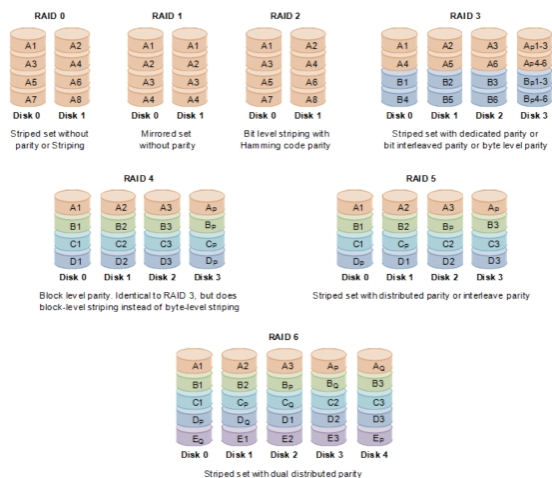 RAID 0
A1 A2
A3 A4
A5 A6
A7 A8
Disk 0 Disk 1
Striped set without
parity or Striping
RAID 1
A1 A1
A2 A2
A3 A3
A4 A4
Disk 0 Disk 1
Mirrored set
without parity
RAID 2
A1 A2
A3 A4
A5 A6
A7 A8
Disk 0 Disk 1
Bit level striping with
Hamming code parity
RAID 3
A1 A2 A3 Ap1-3
A4 A5 A6 Ap4-6
B1 B2 B3 Bp1-3
B4 B5 B6 Bp4-6
Disk 0 Disk 1 Disk 2 Disk 3
Striped set with dedicated parity or
bit interleaved parity or byte level parity
RAID 4
A1 A2 A3 AP
B1 B2 B3 BP
C1 C2 C3 CP
D1 D2 D3 DP
Disk 0 Disk 1 Disk 2 Disk 3
Block level parity. Identical to RAID 3, but does
block-level striping instead of byte-level striping
RAID 5
A1 A2 A3 AP
B1 B2 BP B3
C1 CP C2 C3
DP D1 D2 D3
Disk 0 Disk 1 Disk 2 Disk 3
Striped set with distributed parity or interleave parity
RAID 6
A1 A2 A3 AP AQ
B1 B2 BP BQ B3
C1 CP CQ C2 C3
DP DQ D1 D2 D3
EQ E1 E2 E3 EP
Disk 0 Disk 1 Disk 2 Disk 3 Disk 4
Striped set with dual distributed parity